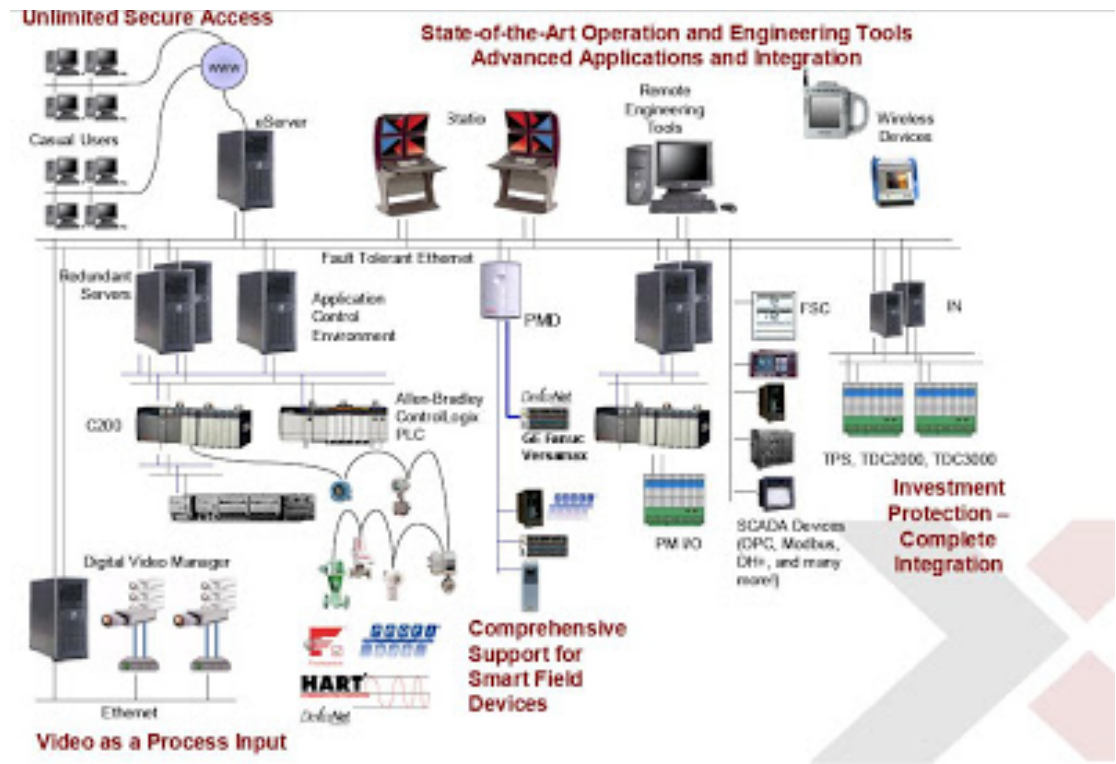 Unlimited Secure Access
State-of-the-Art Operation and Engineering Tools
Advanced Applications and Integration
www
eServer
Casual Users
Statio
Remote
Engineering
Tools
Wireless
Devices
Fault Tolerant Ethernet
Redundant
Servers
Application
Control
Environment
PMD
FSC
IN
C200
Allen-Bradley
ControlLogix
PLC
DeviceNet
GE Fanuc
Versamax
TPS, TDC2000, TDC3000
PM I/O
SCADA Devices
(OPC, Modbus,
DH+, and many
more!)
Investment
Protection –
Complete
Integration
Digital Video Manager
Ethernet
Video as a Process Input
HART
DeviceNet
Comprehensive
Support for
Smart Field
Devices